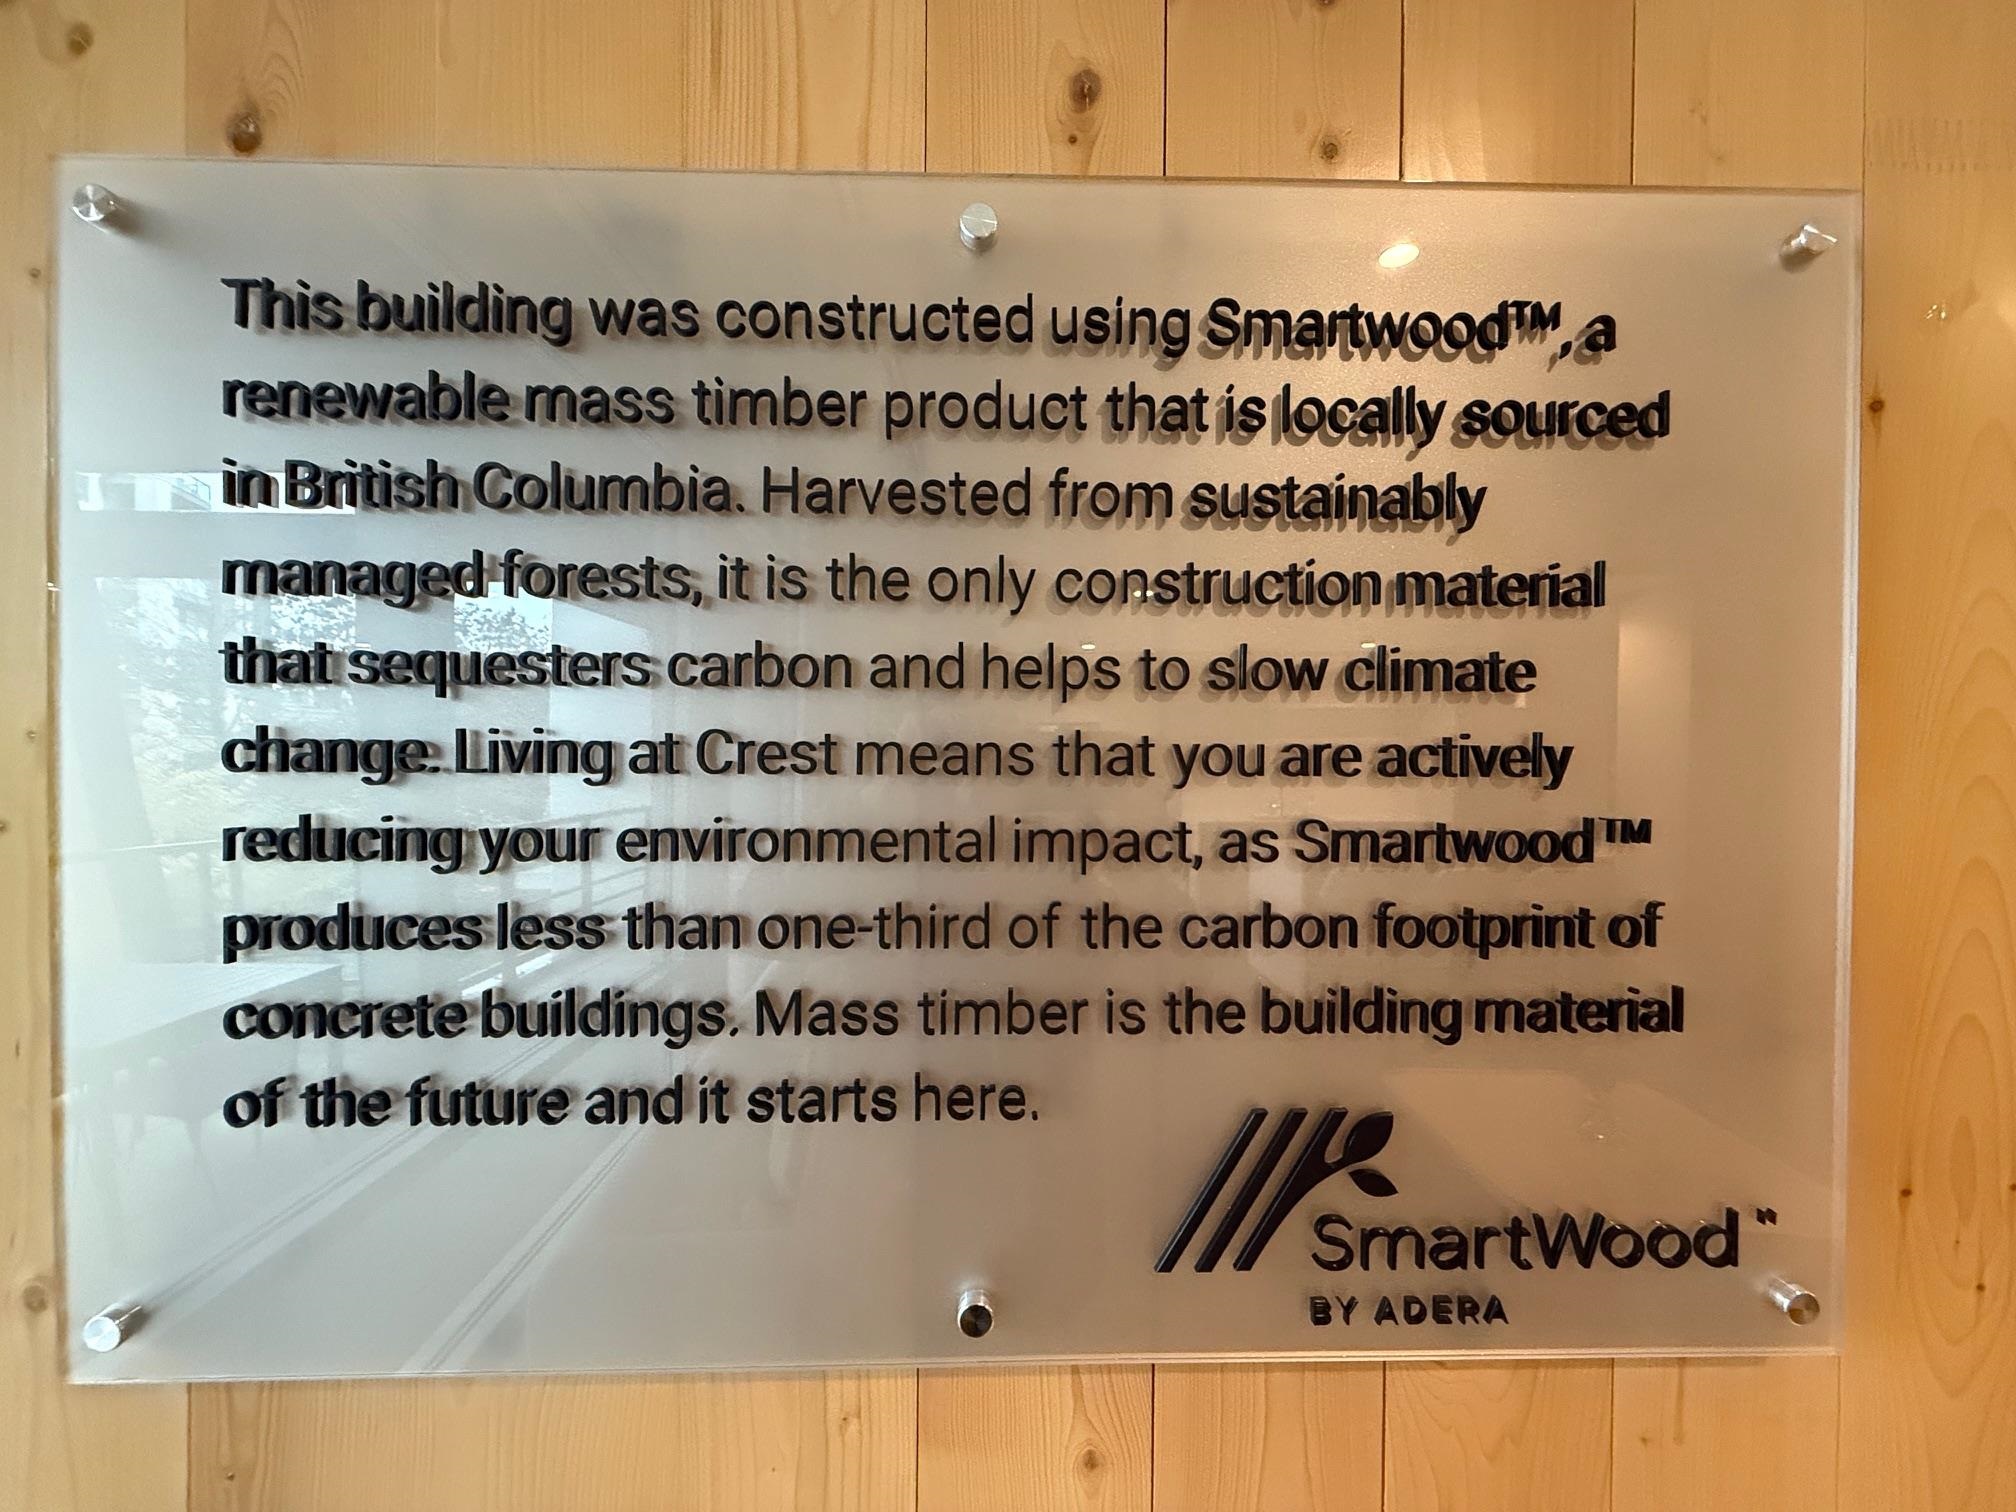 This building was constructed using Smartwood™, a
renewable mass timber product that is locally sourced
in British Columbia. Harvested from sustainably
managed forests, it is the only construction material
that sequesters carbon and helps to slow climate
change. Living at Crest means that you are actively
reducing your environmental impact, as Smartwood™
produces less than one-third of the carbon footprint of
concrete buildings. Mass timber is the building material
of the future and it starts here.
SmartWood™
BY ADERA